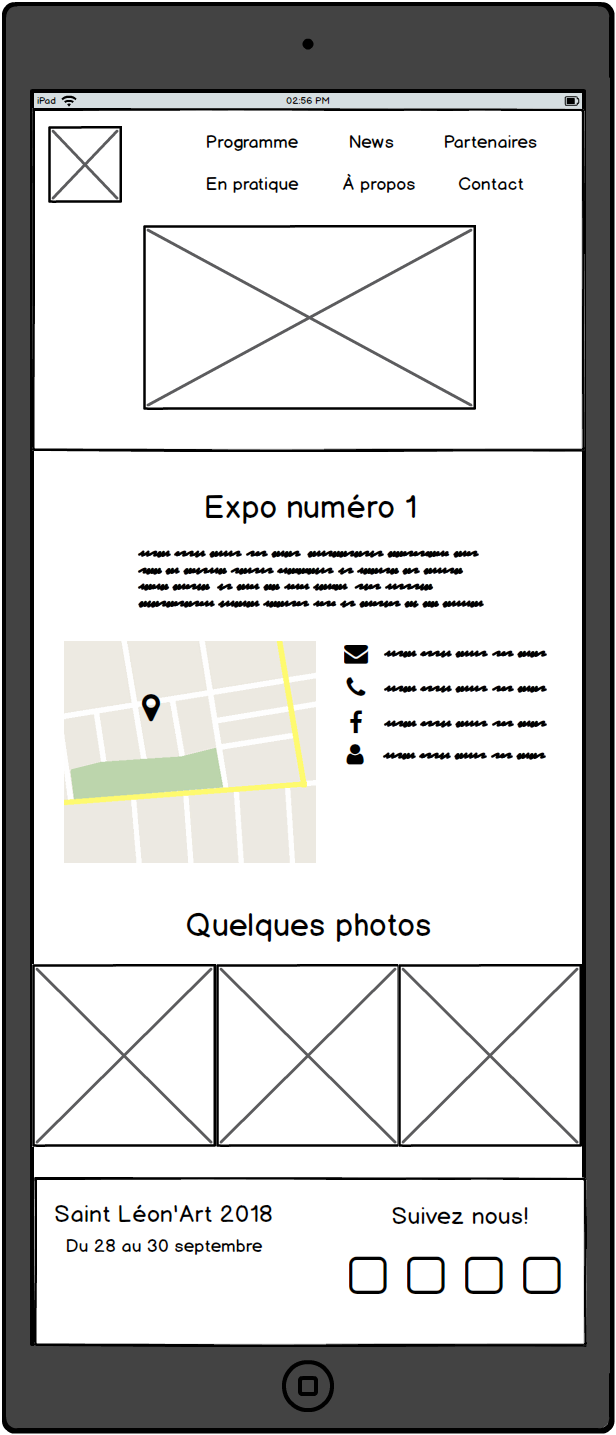 iPad 02:56 PM
Programme News Partenaires
En pratique À propos Contact
Expo numéro 1
Quelques photos
Saint Léon'Art 2018 Suivez nous!
Du 28 au 30 septembre